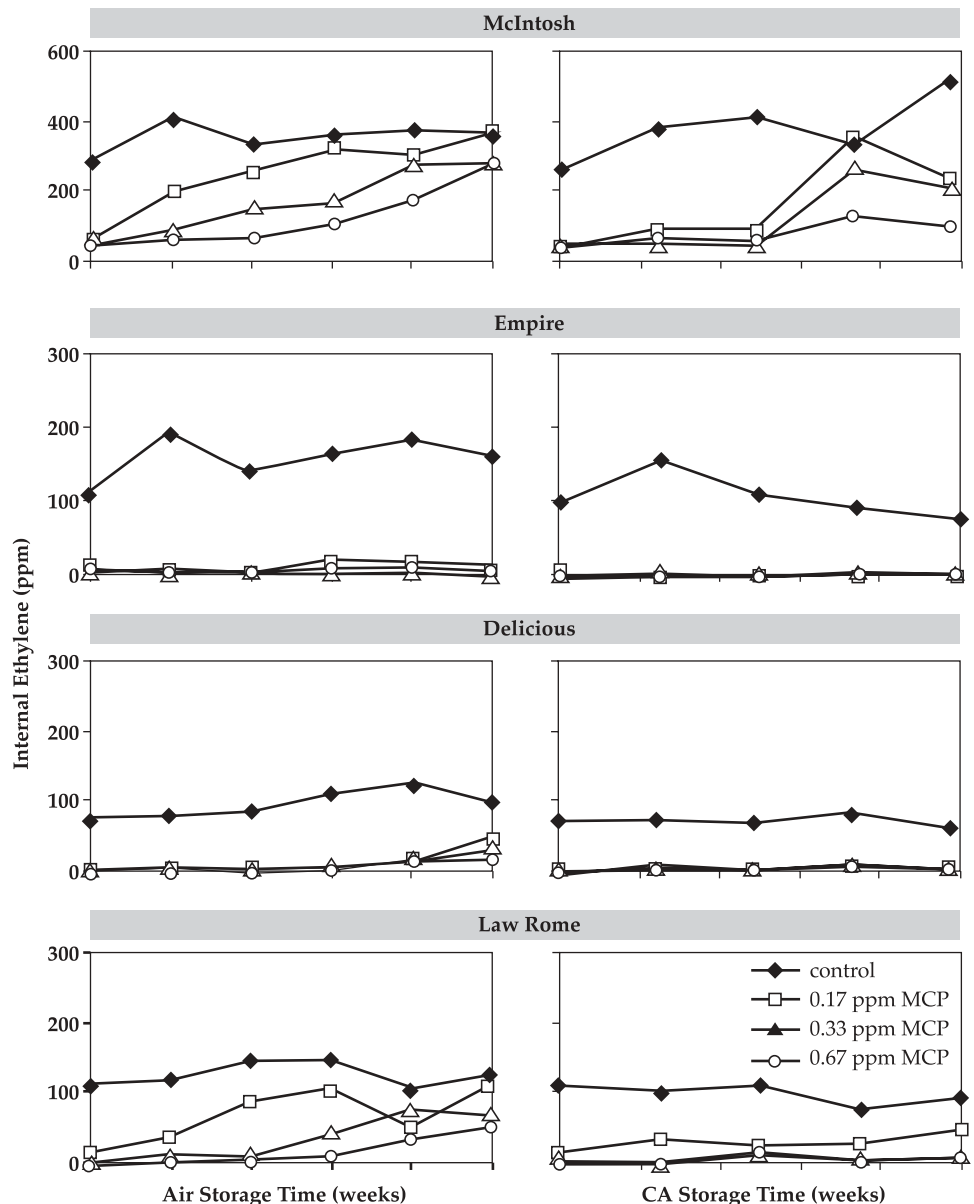 McIntosh
600
400
200
0
Empire
300
200
100
0
Internal Ethylene (ppm)
Delicious
300
200
100
0
Law Rome
300
200
100
0
control
0.17 ppm MCP
0.33 ppm MCP
0.67 ppm MCP
Air Storage Time (weeks)
CA Storage Time (weeks)